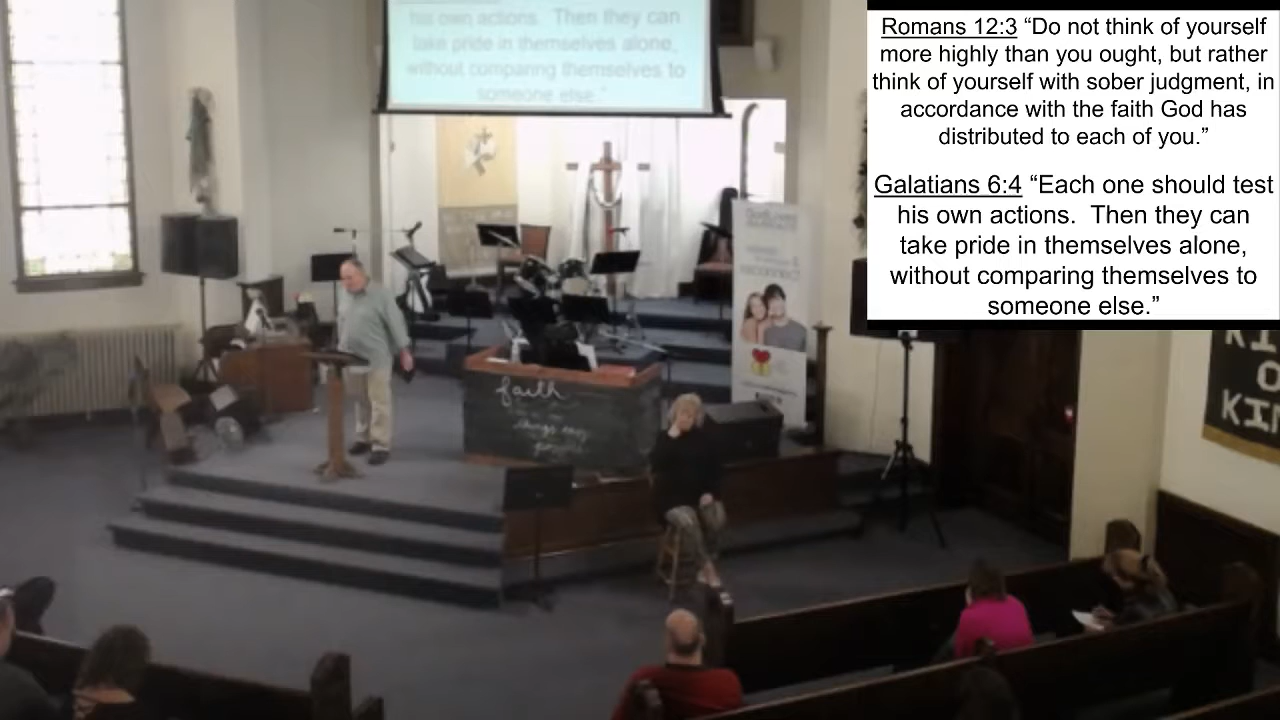 his own actions. Then they can
take pride in themselves alone,
without comparing themselves to
someone else."
Romans 12:3 “Do not think of yourself
more highly than you ought, but rather
think of yourself with sober judgment, in
accordance with the faith God has
distributed to each of you.”
Galatians 6:4 “Each one should test
his own actions.  Then they can
take pride in themselves alone,
without comparing themselves to
someone else.”
faith
things
KI
O
KIN